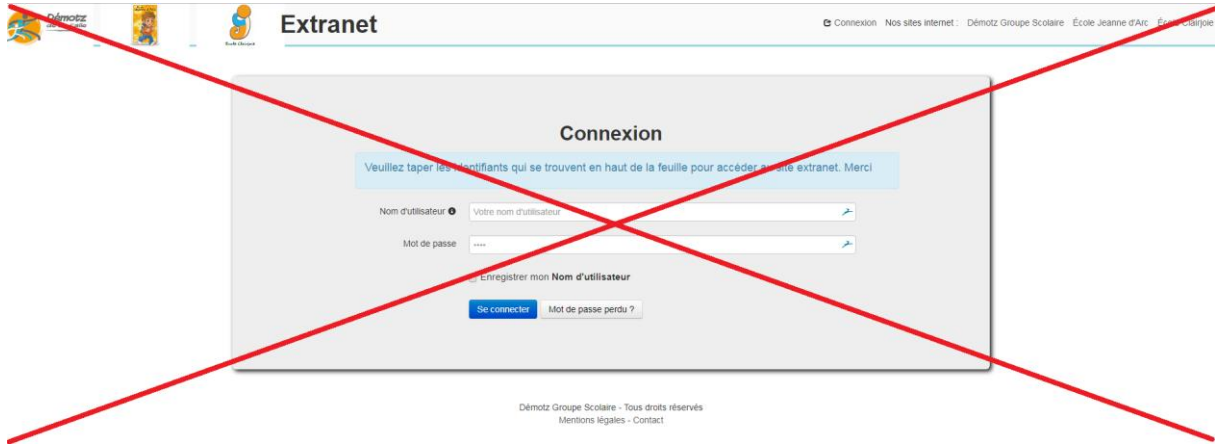 Démotz
Extranet
Connexion Nos sites internet : Démotz Groupe Scolaire École Jeanne d'Arc École Clairjoie
Connexion
Veuillez taper les identifiants qui se trouvent en haut de la feuille pour accéder au site extranet. Merci
Nom d'utilisateur
Votre nom d'utilisateur
Mot de passe
Enregistrer mon Nom d'utilisateur
Se connecter Mot de passe perdu ?
Démotz Groupe Scolaire - Tous droits réservés
Mentions légales - Contact